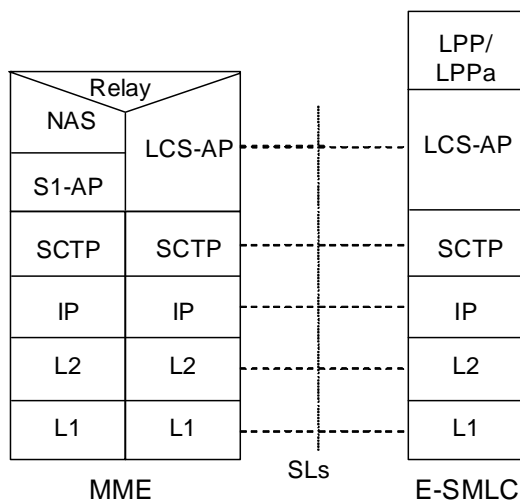 LPP/
LPPa
Relay
NAS
LCS-AP
LCS-AP
S1-AP
SCTP
SCTP
SCTP
IP
IP
IP
L2
L2
L2
L1
L1
L1
SLs
MME
E-SMLC